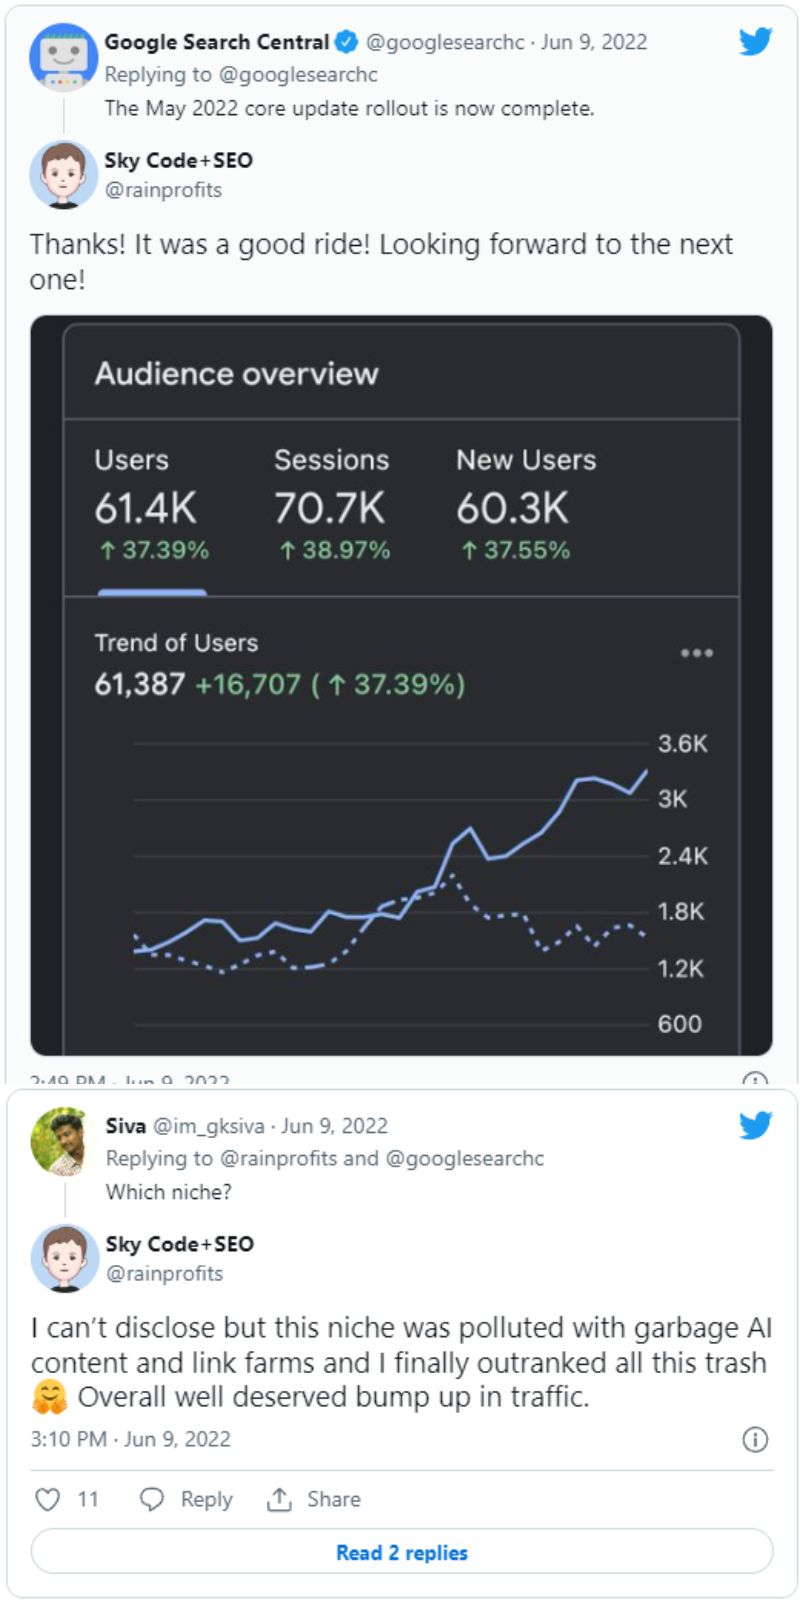 Google Search Central @googlesearchc · Jun 9, 2022
Replying to @googlesearchc
The May 2022 core update rollout is now complete.
Sky Code+SEO
@rainprofits
Thanks! It was a good ride! Looking forward to the next
one!
Audience overview
Users Sessions New Users
61.4K 70.7K 60.3K
↑ 37.39% ↑ 38.97% ↑ 37.55%
Trend of Users
61,387 +16,707 ( ↑ 37.39%)
3.6K
3K
2.4K
1.8K
1.2K
600
2:49 PM · Jun 9, 2022
Siva @im_gksiva · Jun 9, 2022
Replying to @rainprofits and @googlesearchc
Which niche?
Sky Code+SEO
@rainprofits
I can’t disclose but this niche was polluted with garbage AI
content and link farms and I finally outranked all this trash
🤗 Overall well deserved bump up in traffic.
3:10 PM · Jun 9, 2022
11 Reply Share
Read 2 replies